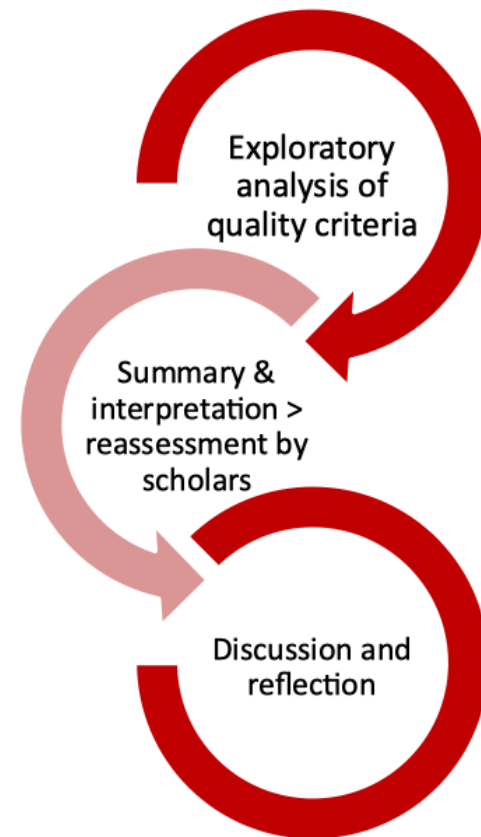 Exploratory
analysis of
quality criteria
Summary &
interpretation >
reassessment by
scholars
Discussion and
reflection